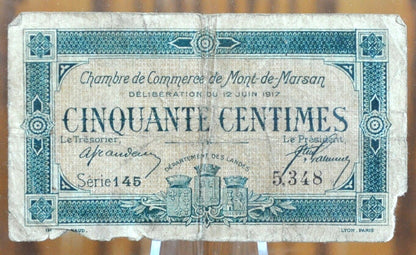 Chambre de Commerce de Mont-de-Marsan
DÉLIBÉRATION DU 12 JUIN 1917
CINQUANTE CENTIMES
Le Trésorier, Le Président,
DÉPARTEMENT DES LANDES
Série 145 5,348
LYON. PARIS